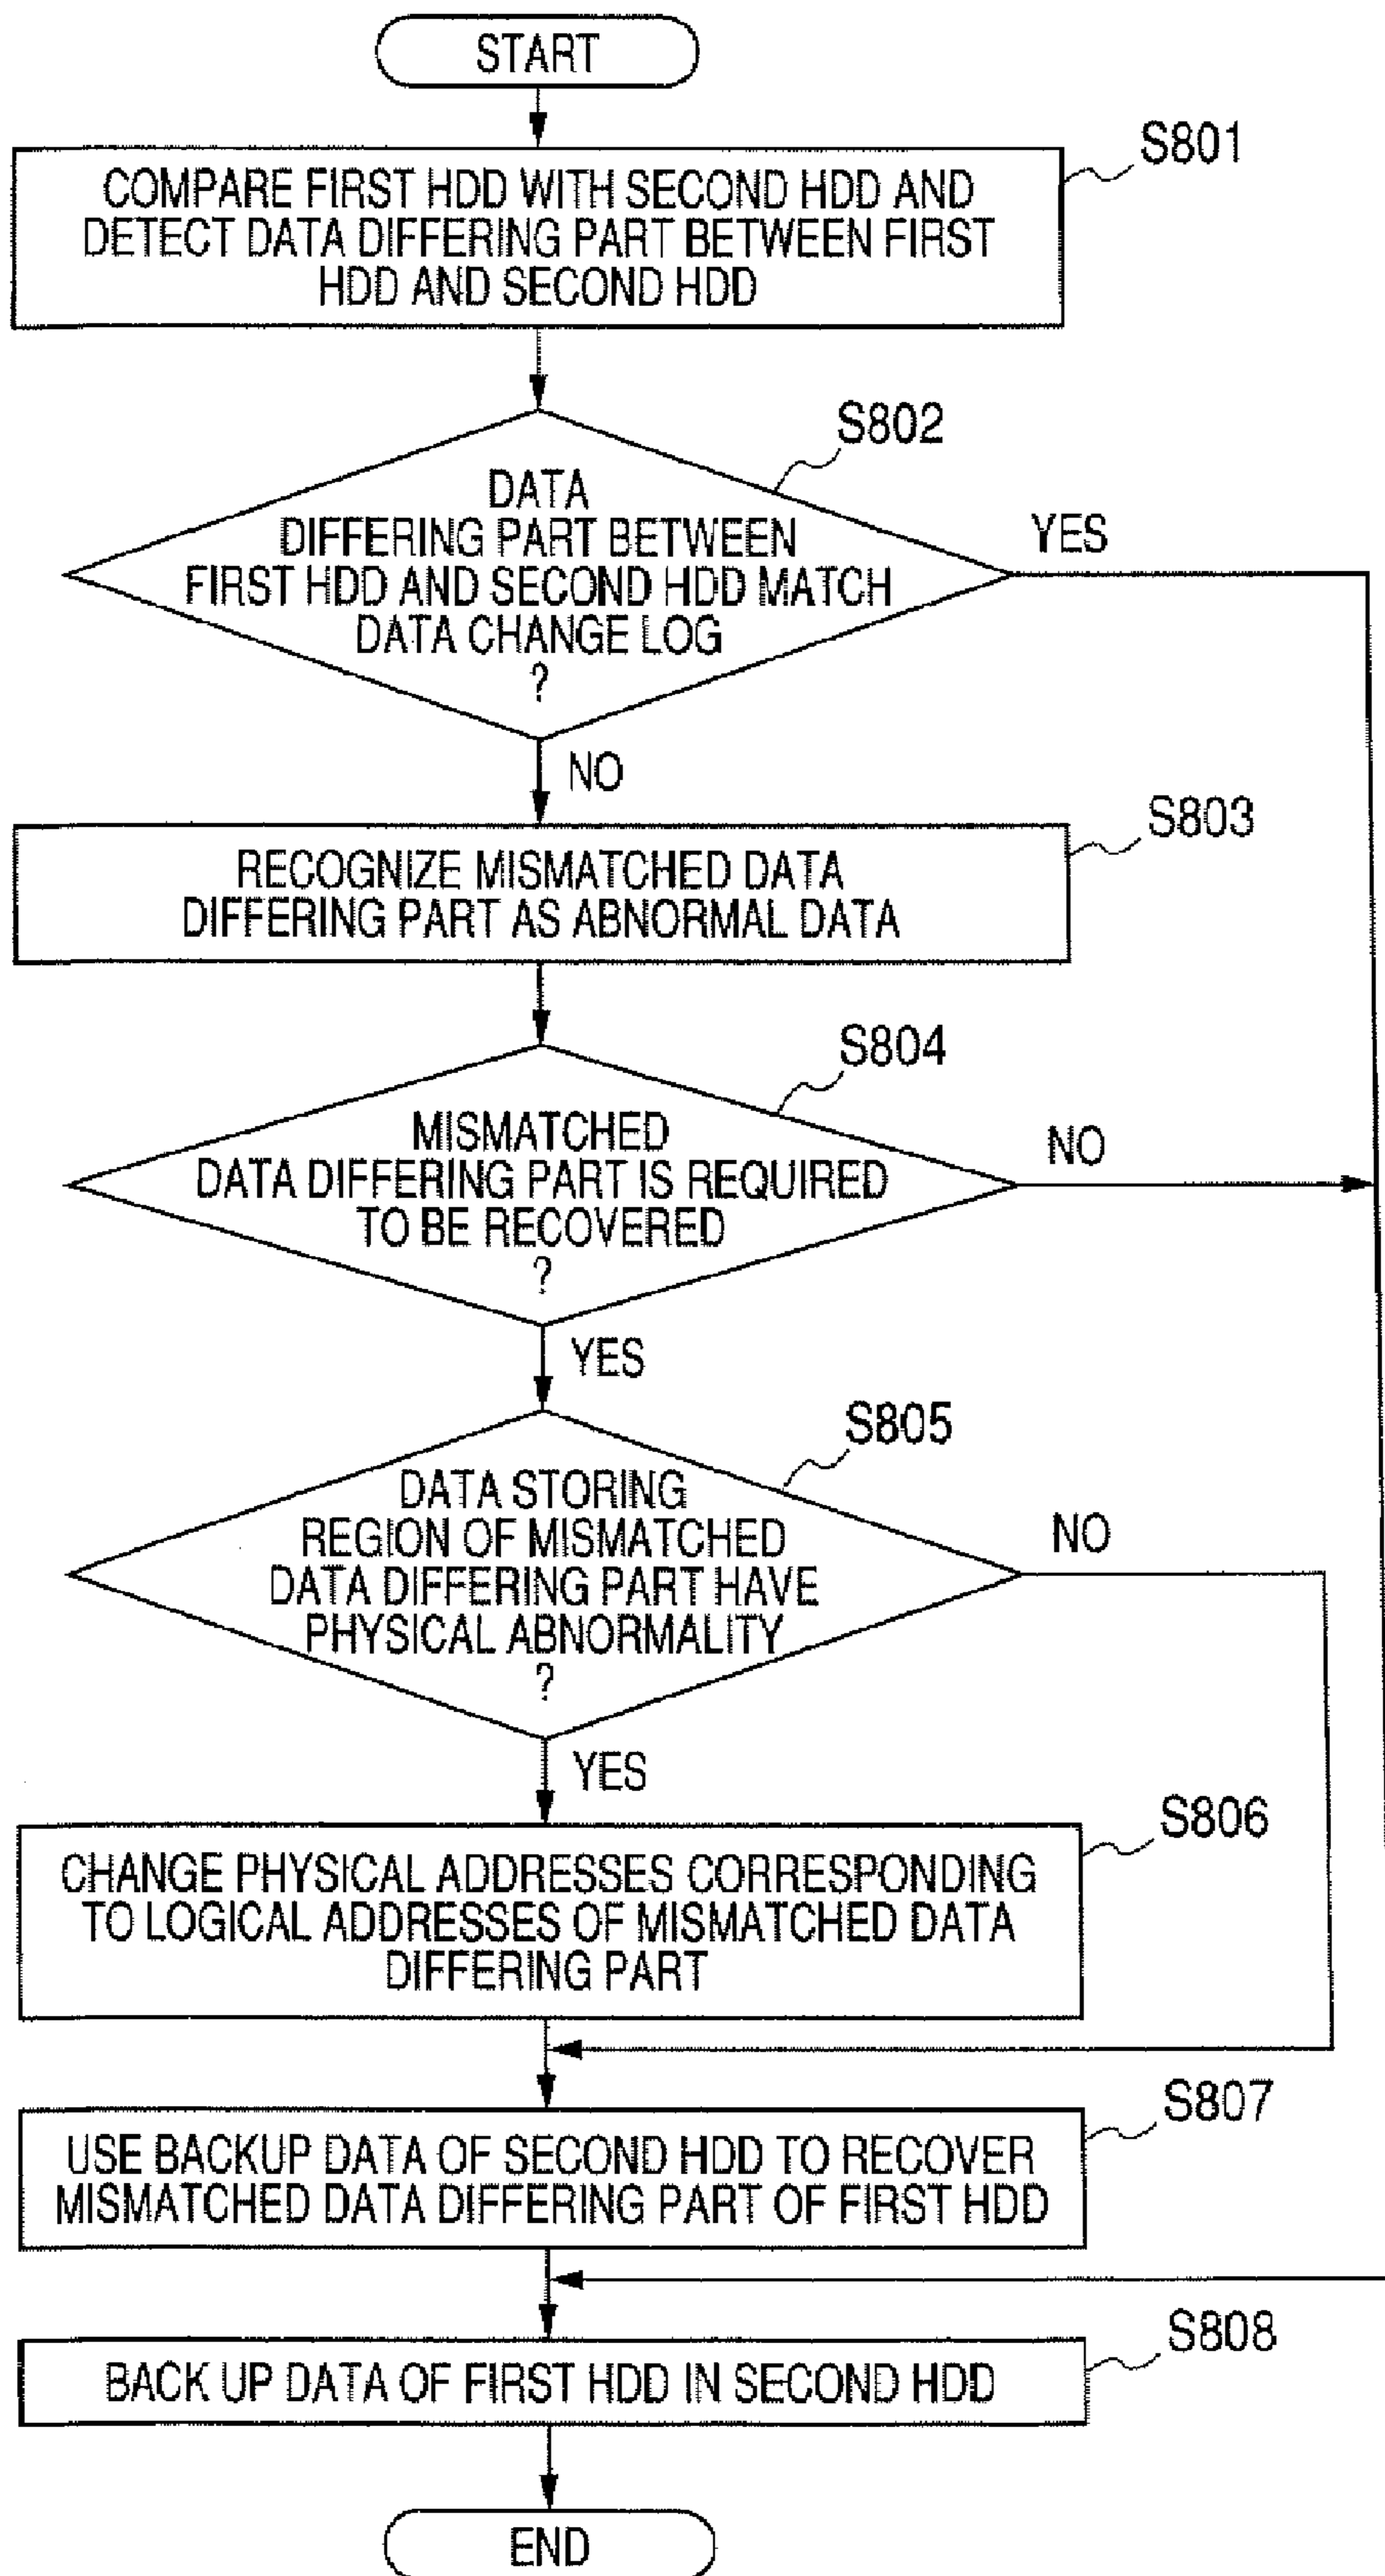 START
S801
COMPARE FIRST HDD WITH SECOND HDD AND
DETECT DATA DIFFERING PART BETWEEN FIRST
HDD AND SECOND HDD
S802
DATA
DIFFERING PART BETWEEN
FIRST HDD AND SECOND HDD MATCH
DATA CHANGE LOG
?
YES
NO
S803
RECOGNIZE MISMATCHED DATA
DIFFERING PART AS ABNORMAL DATA
S804
MISMATCHED
DATA DIFFERING PART IS REQUIRED
TO BE RECOVERED
?
NO
YES
S805
DATA STORING
REGION OF MISMATCHED
DATA DIFFERING PART HAVE
PHYSICAL ABNORMALITY
?
NO
YES
S806
CHANGE PHYSICAL ADDRESSES CORRESPONDING
TO LOGICAL ADDRESSES OF MISMATCHED DATA
DIFFERING PART
S807
USE BACKUP DATA OF SECOND HDD TO RECOVER
MISMATCHED DATA DIFFERING PART OF FIRST HDD
S808
BACK UP DATA OF FIRST HDD IN SECOND HDD
END